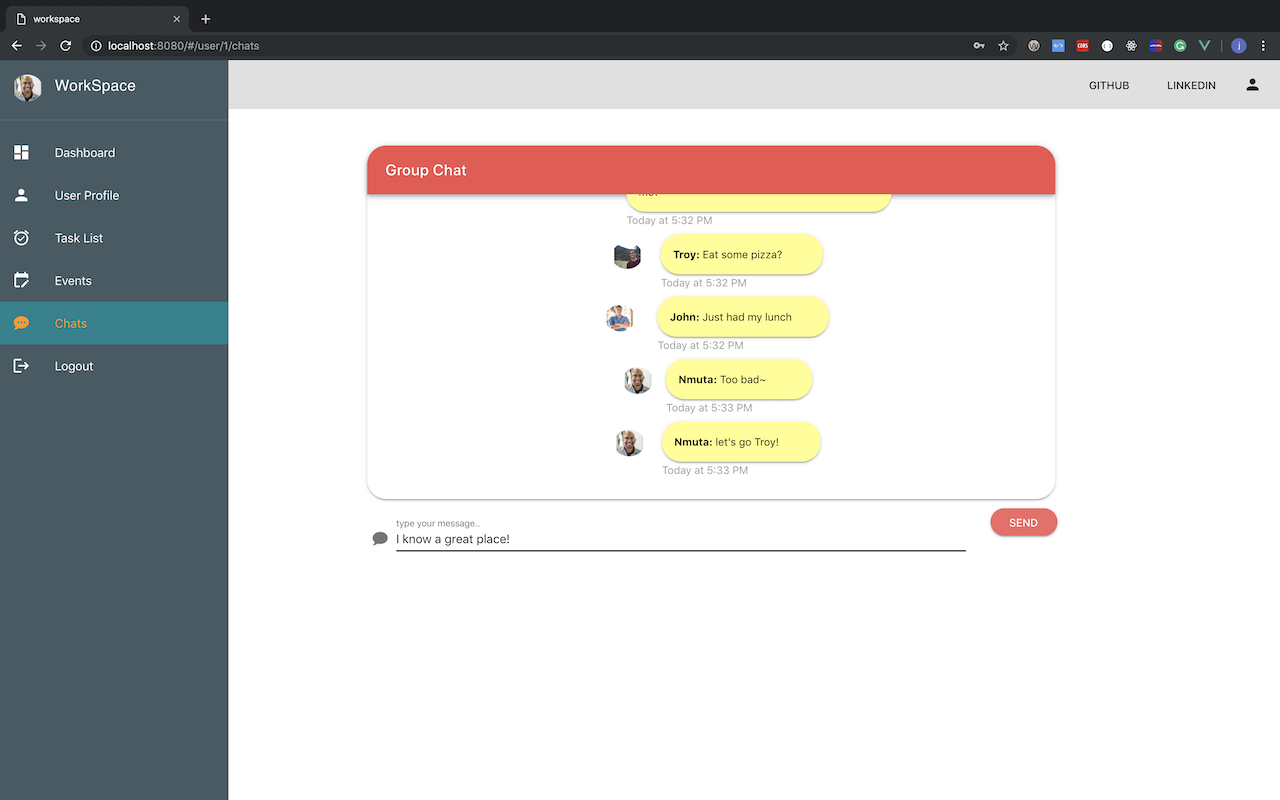 workspace
localhost:8080/#/user/1/chats
WorkSpace
GITHUB
LINKEDIN
Dashboard
User Profile
Task List
Events
Chats
Logout
Group Chat
Today at 5:32 PM
Troy: Eat some pizza?
Today at 5:32 PM
John: Just had my lunch
Today at 5:32 PM
Nmuta: Too bad~
Today at 5:33 PM
Nmuta: let's go Troy!
Today at 5:33 PM
type your message..
I know a great place!
SEND